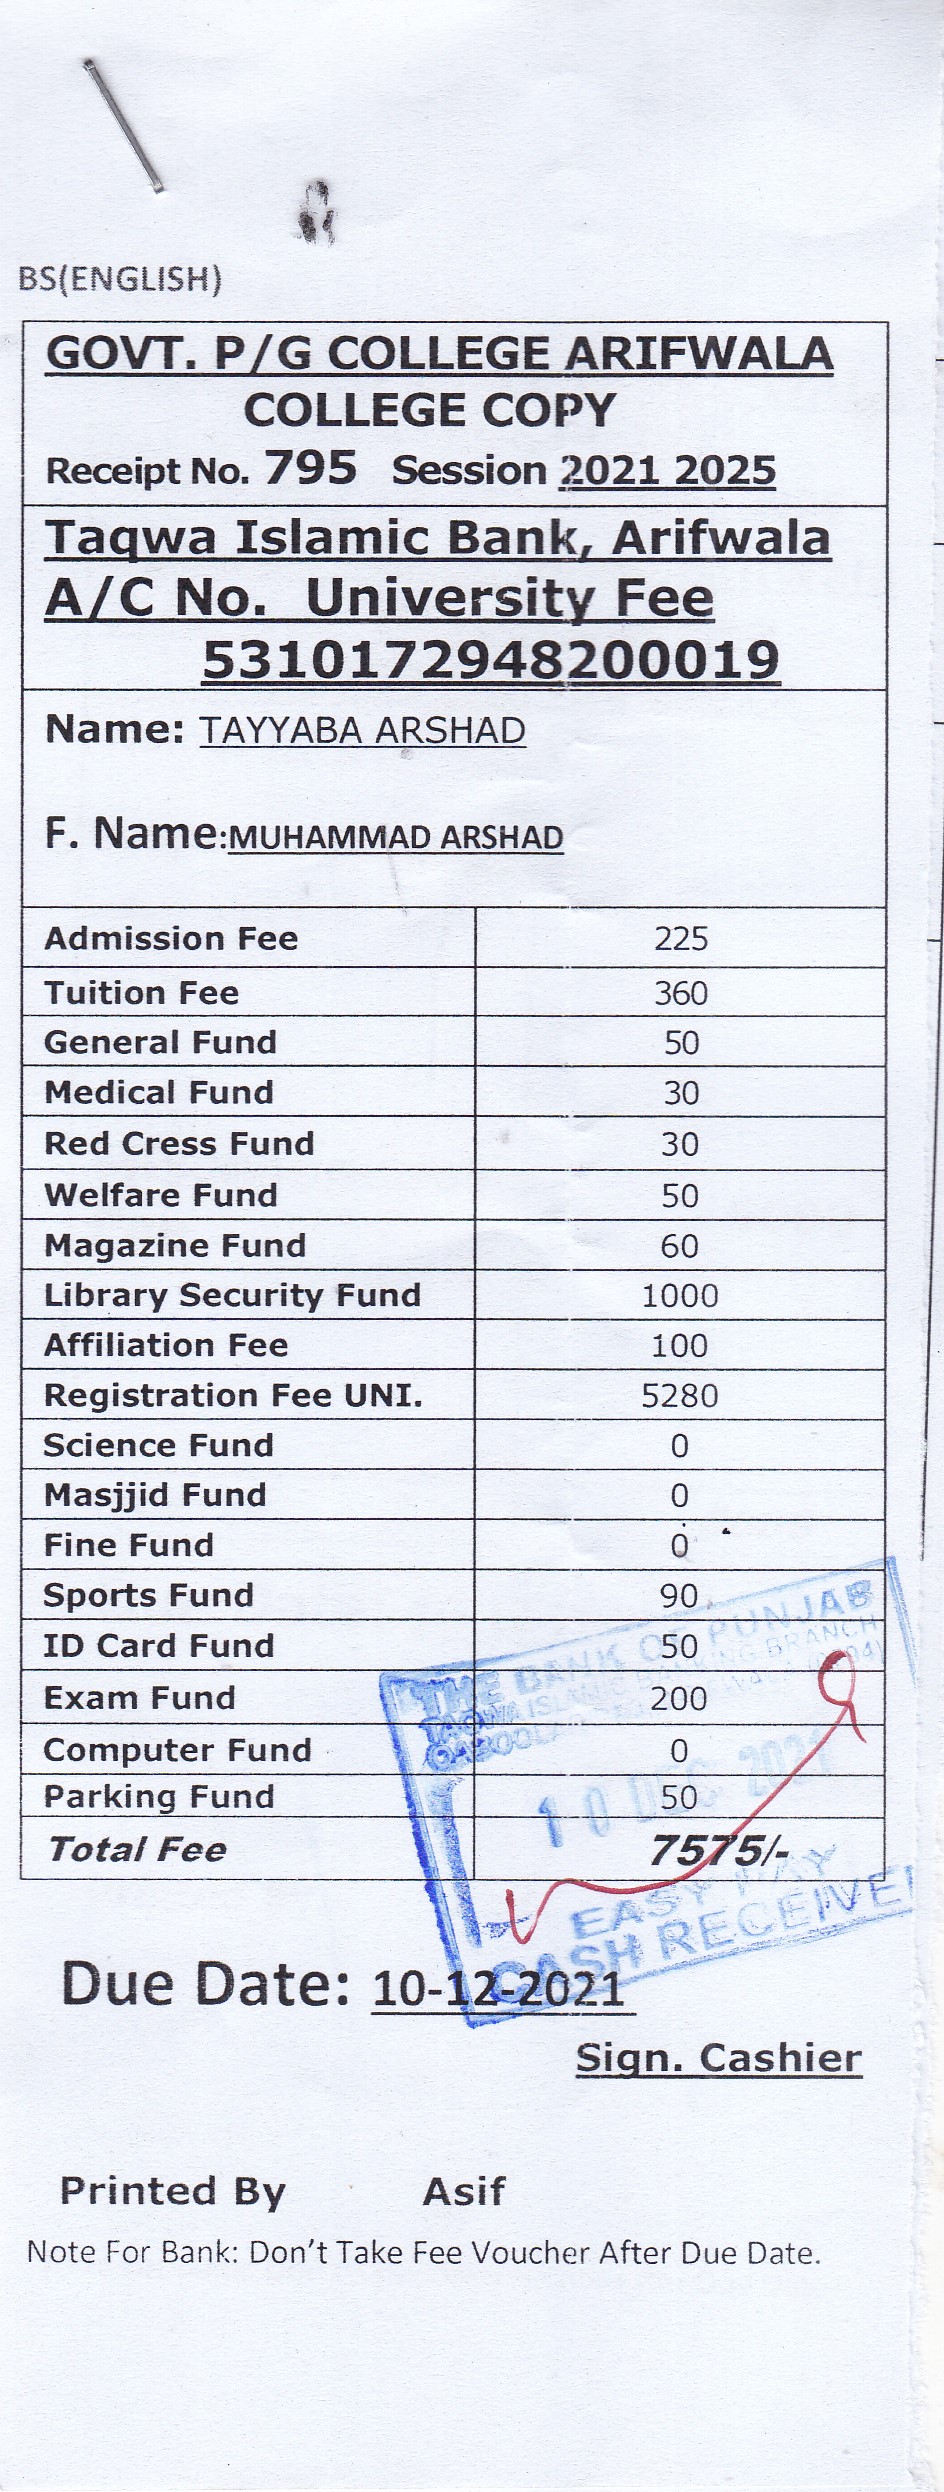 BS(ENGLISH)
GOVT. P/G COLLEGE ARIFWALA
COLLEGE COPY
Receipt No. 795 Session 2021 2025
Taqwa Islamic Bank, Arifwala
A/C No. University Fee
5310172948200019
Name: TAYYABA ARSHAD
F. Name:MUHAMMAD ARSHAD
Admission Fee 225
Tuition Fee 360
General Fund 50
Medical Fund 30
Red Cress Fund 30
Welfare Fund 50
Magazine Fund 60
Library Security Fund 1000
Affiliation Fee 100
Registration Fee UNI. 5280
Science Fund 0
Masjjid Fund 0
Fine Fund 0
Sports Fund 90
ID Card Fund 50
Exam Fund 200
Computer Fund 0
Parking Fund 50
Total Fee 7575/-
THE BANK OF PUNJAB
TAQWA ISLAMIC BANKING BRANCH
10 DEC 2021
EASY PAY
CASH RECEIVE
Due Date: 10-12-2021
Sign. Cashier
Printed By Asif
Note For Bank: Don't Take Fee Voucher After Due Date.